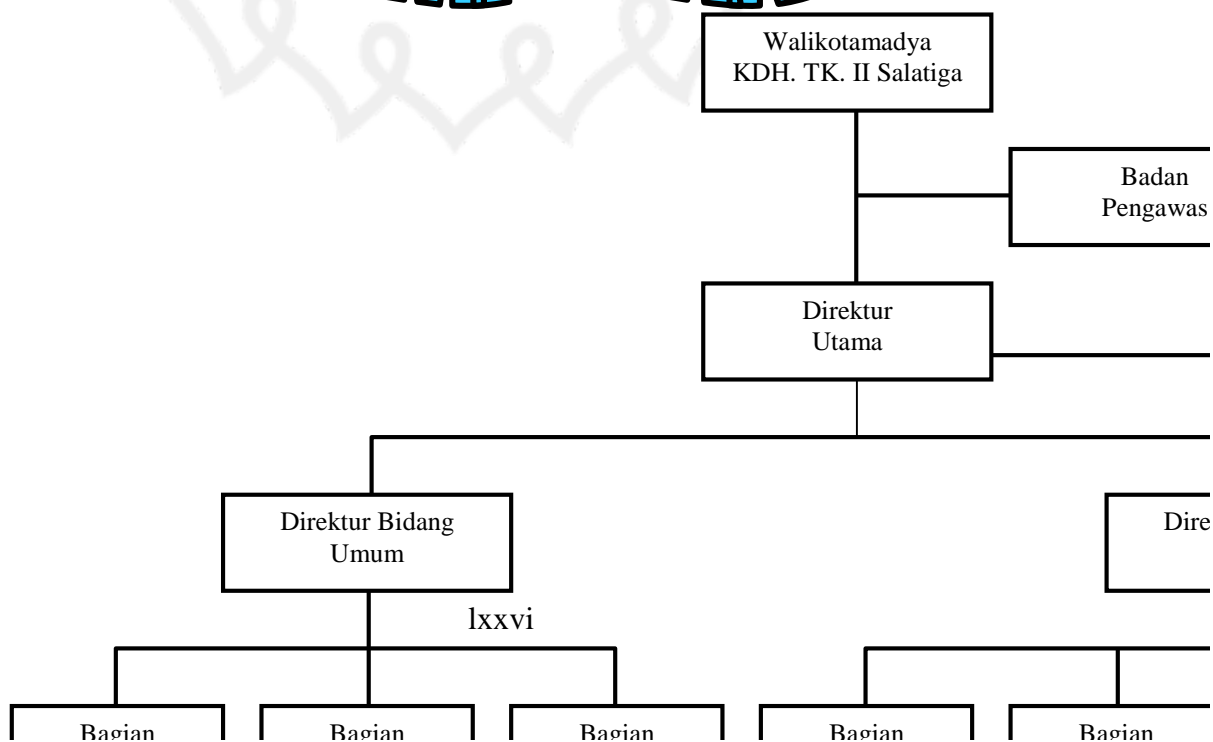 Walikotamadya
KDH. TK. II Salatiga
Badan
Pengawas
Direktur
Utama
Direktur Bidang
Umum
lxxvi
Bagian
Bagian
Bagian
Bagian
Bagian